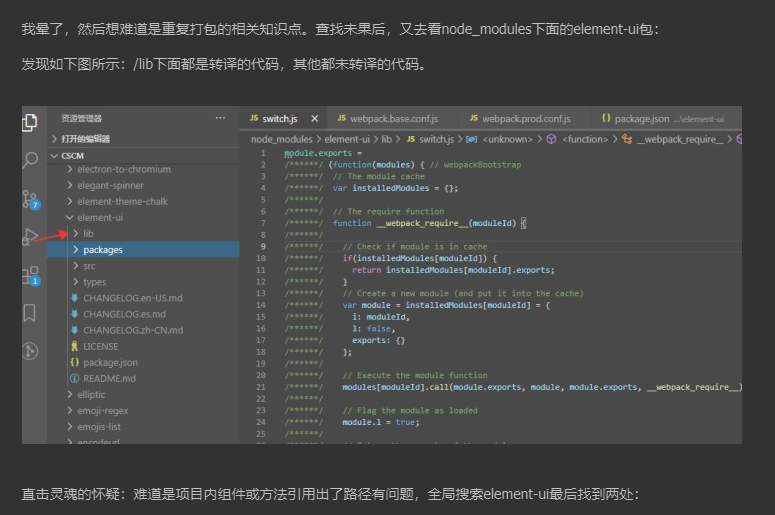 我晕了，然后想难道是重复打包的相关知识点。查找未果后，又去看node_modules下面的element-ui包：
发现如下图所示：/lib下面都是转译的代码，其他都未转译的代码。
资源管理器 ···
打开的编辑器
CSCM
electron-to-chromium
elegant-spinner
element-theme-chalk
element-ui
lib
packages
src
types
CHANGELOG.en-US.md
CHANGELOG.es.md
CHANGELOG.zh-CN.md
LICENSE
package.json
README.md
elliptic
emoji-regex
emojis-list
encodeurl
7
1
JS switch.js × JS webpack.base.conf.js JS webpack.prod.conf.js {} package.json ...\element-ui
node_modules > element-ui > lib > JS switch.js > <unknown> > <function> > __webpack_require__ >
1 module.exports =
2 /******/ (function(modules) { // webpackBootstrap
3 /******/ // The module cache
4 /******/ var installedModules = {};
5 /******/
6 /******/ // The require function
7 /******/ function __webpack_require__(moduleId) {
8 /******/
9 /******/ // Check if module is in cache
10 /******/ if(installedModules[moduleId]) {
11 /******/ return installedModules[moduleId].exports;
12 /******/ }
13 /******/ // Create a new module (and put it into the cache)
14 /******/ var module = installedModules[moduleId] = {
15 /******/ i: moduleId,
16 /******/ l: false,
17 /******/ exports: {}
18 /******/ };
19 /******/
20 /******/ // Execute the module function
21 /******/ modules[moduleId].call(module.exports, module, module.exports, __webpack_require__)
22 /******/
23 /******/ // Flag the module as loaded
24 /******/ module.l = true;
25 /******/
直击灵魂的怀疑：难道是项目内组件或方法引用出了路径有问题，全局搜索element-ui最后找到两处：